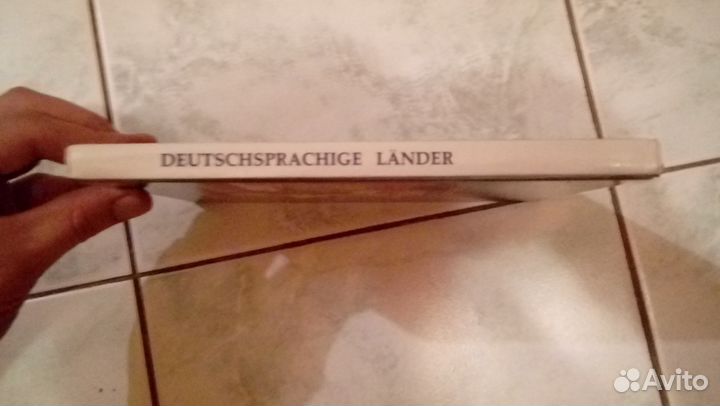 DEUTSCHSPRACHIGE LÄNDER
Avito